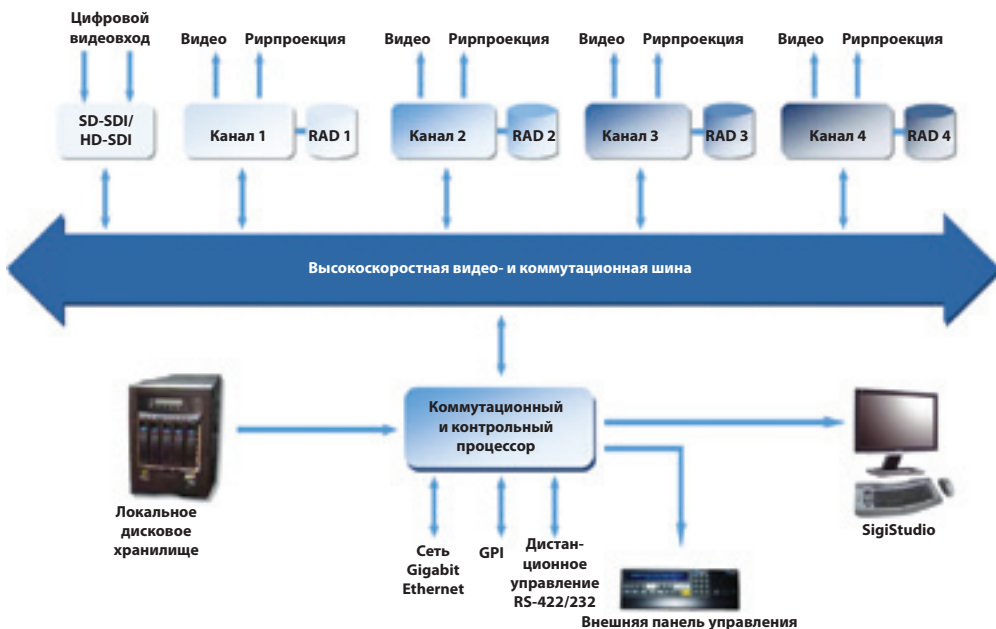 Цифровой
видеовход
Видео Рирпроекция
Видео Рирпроекция
Видео Рирпроекция
Видео Рирпроекция
SD-SDI/
HD-SDI
Канал 1
RAD 1
Канал 2
RAD 2
Канал 3
RAD 3
Канал 4
RAD 4
Высокоскоростная видео- и коммутационная шина
Коммутационный
и контрольный
процессор
Локальное
дисковое
хранилище
SigiStudio
Сеть
Gigabit
Ethernet
GPI
Дистан-
ционное
управление
RS-422/232
Внешняя панель управления